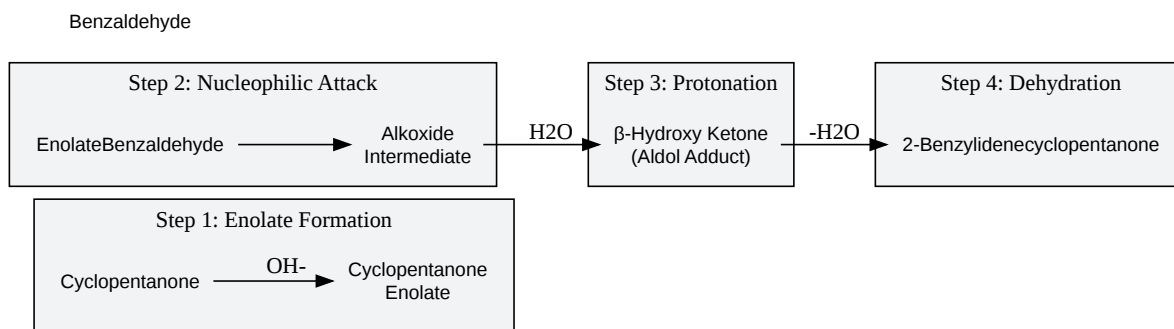 Benzaldehyde
Step 2: Nucleophilic Attack
EnolateBenzaldehyde
Alkoxide
Intermediate
H2O
Step 3: Protonation
β-Hydroxy Ketone
(Aldol Adduct)
-H2O
Step 4: Dehydration
2-Benzylidenecyclopentanone
Step 1: Enolate Formation
Cyclopentanone
OH-
Cyclopentanone
Enolate